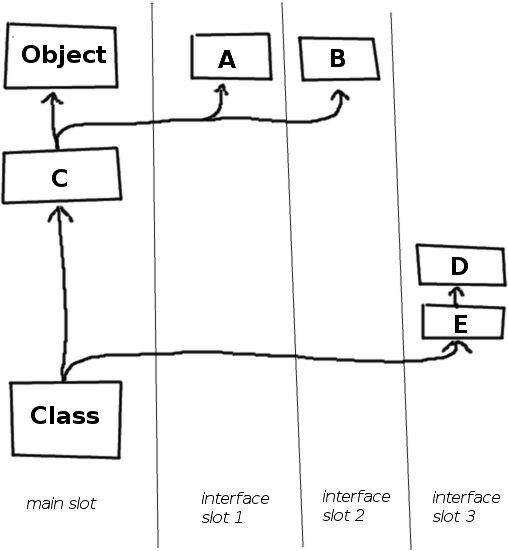 Object
A
B
C
D
E
Class
main slot
interface
slot 1
interface
slot 2
interface
slot 3